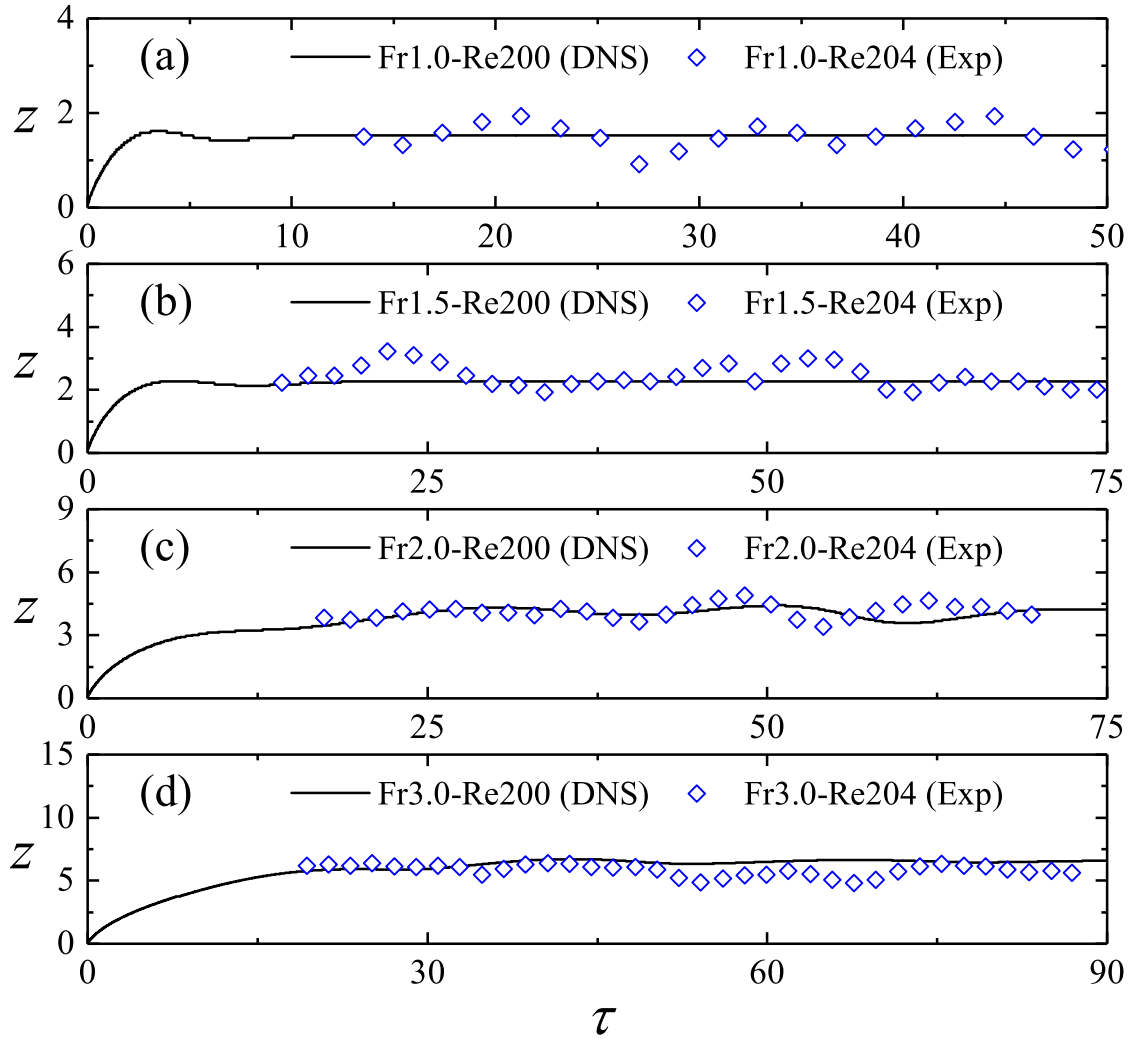 4
(a)
Fr1.0-Re200 (DNS)
Fr1.0-Re204 (Exp)
z
2
0
0
10
20
30
40
50
6
(b)
Fr1.5-Re200 (DNS)
Fr1.5-Re204 (Exp)
4
z
2
0
0
25
50
75
9
(c)
Fr2.0-Re200 (DNS)
Fr2.0-Re204 (Exp)
6
z
3
0
0
25
50
75
15
(d)
Fr3.0-Re200 (DNS)
Fr3.0-Re204 (Exp)
10
z
5
0
0
30
60
90
τ